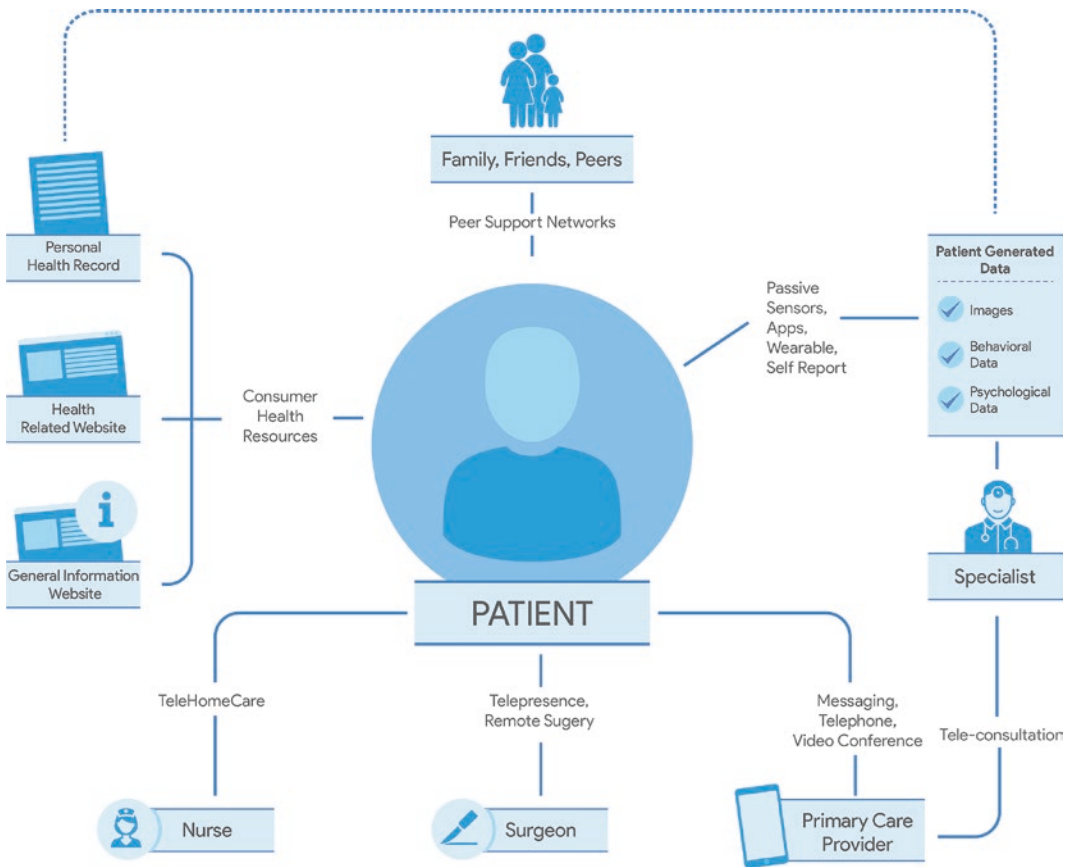 Family, Friends, Peers
Peer Support Networks
Personal
Health Record
Health
Related Website
General Information
Website
Consumer
Health
Resources
Passive
Sensors,
Apps,
Wearable,
Self Report
Patient Generated
Data
Images
Behavioral
Data
Psychological
Data
Specialist
PATIENT
TeleHomeCare
Telepresence,
Remote Sugery
Messaging,
Telephone,
Video Conference
Tele-consultation
Nurse
Surgeon
Primary Care
Provider